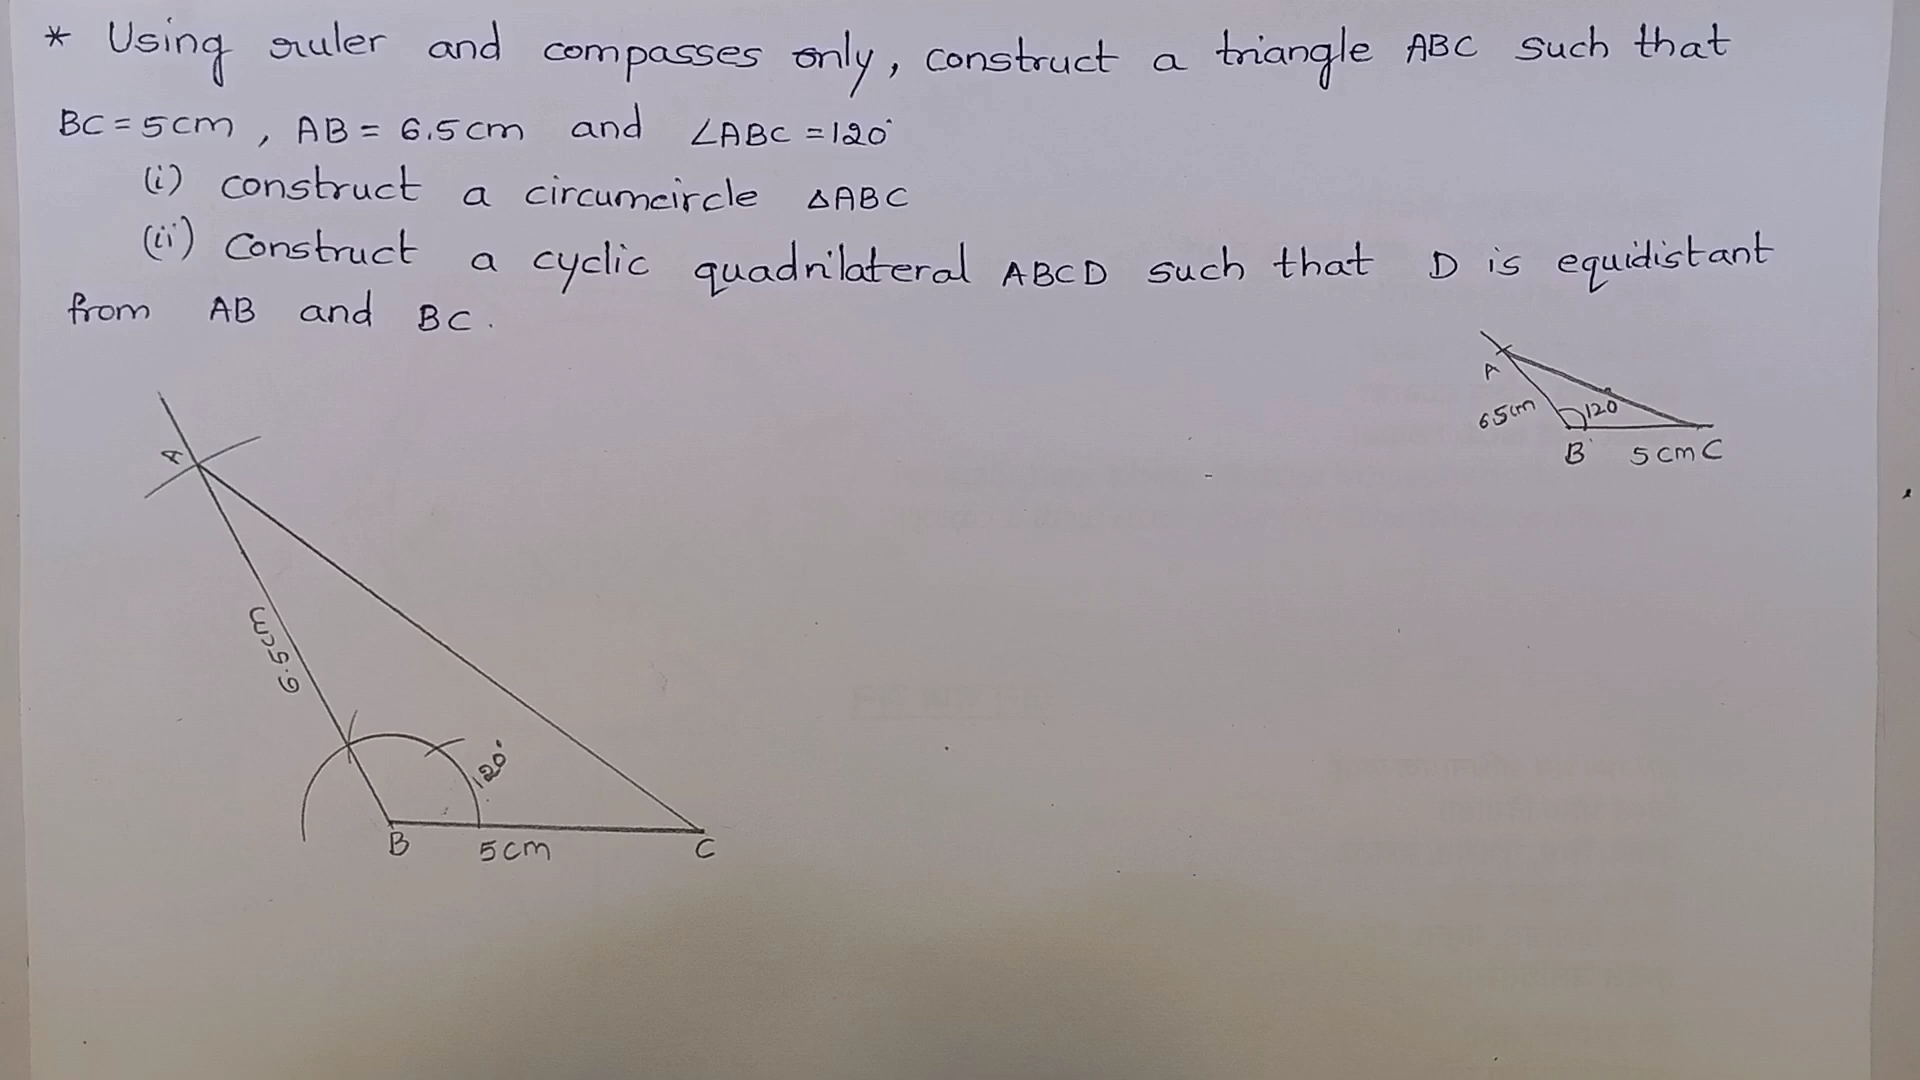 * Using ruler and compasses only, construct a triangle ABC such that
BC = 5cm, AB = 6.5cm and ∠ABC = 120°
(i) construct a circumcircle △ABC
(ii) Construct a cyclic quadrilateral ABCD such that D is equidistant
from AB and BC.
A
6.5cm
120
B
5cm
C
A
6.5cm
120°
B
5cm
C